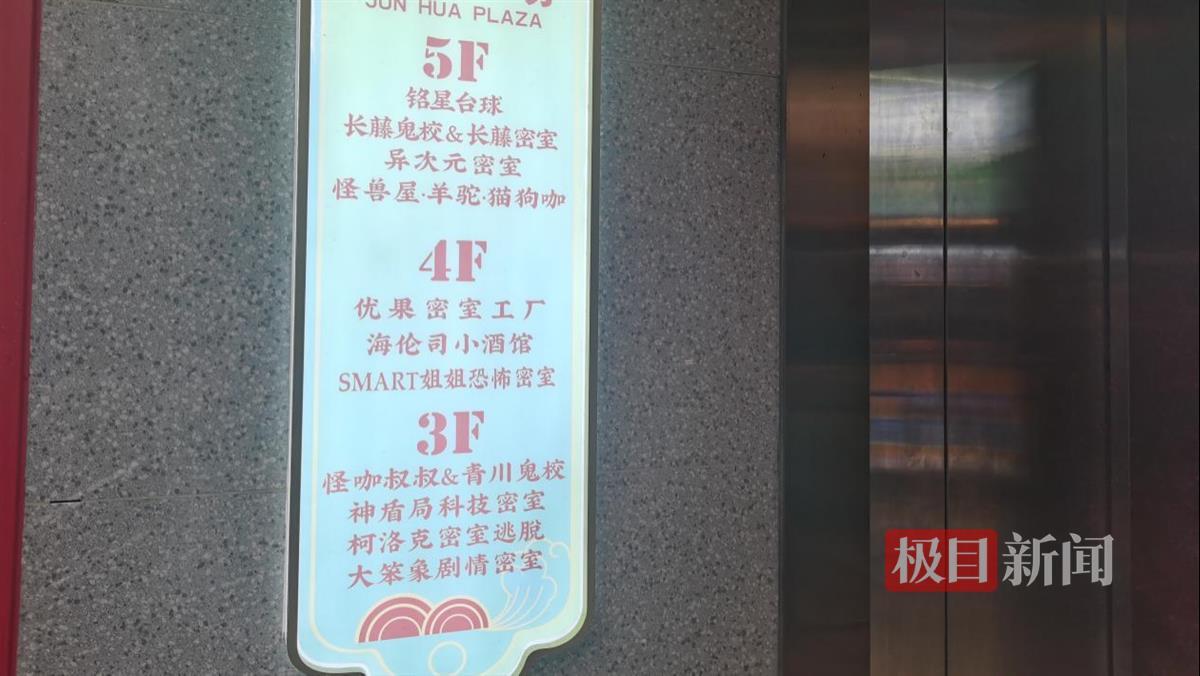 JUN HUA PLAZA
5F
铭星台球
长藤鬼校&长藤密室
异次元密室
怪兽屋·羊驼·猫狗咖
4F
优果密室工厂
海伦司小酒馆
SMART姐姐恐怖密室
3F
怪咖叔叔&青川鬼校
神盾局科技密室
柯洛克密室逃脱
大笨象剧情密室
极目新闻